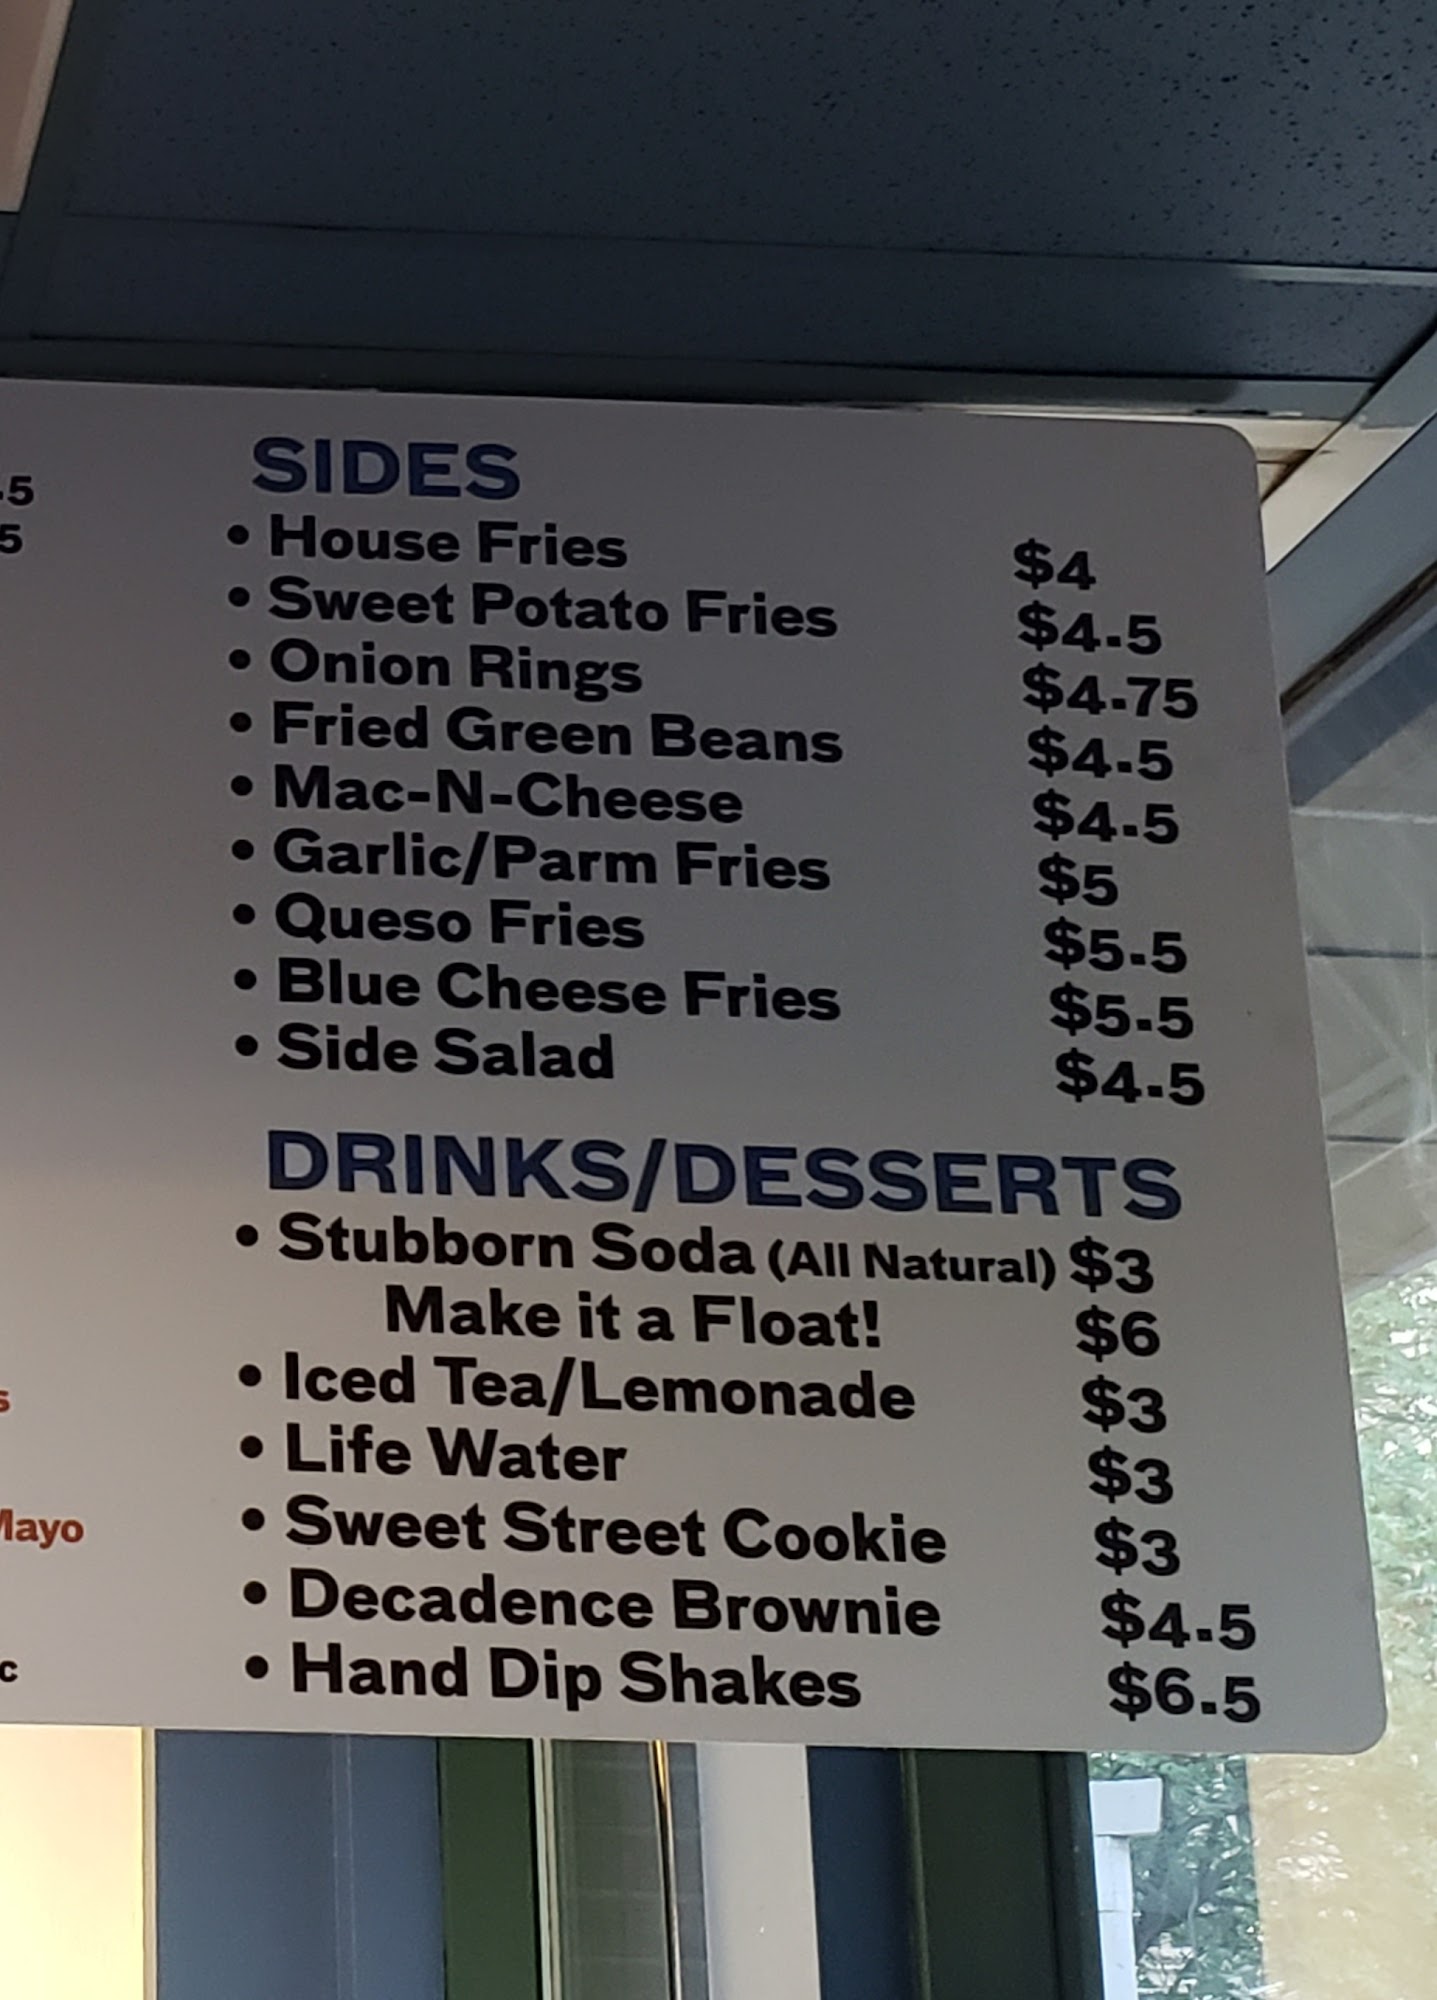 .5
5
s
Mayo
c
SIDES
• House Fries $4
• Sweet Potato Fries $4.5
• Onion Rings $4.75
• Fried Green Beans $4.5
• Mac-N-Cheese $4.5
• Garlic/Parm Fries $5
• Queso Fries $5.5
• Blue Cheese Fries $5.5
• Side Salad $4.5
DRINKS/DESSERTS
• Stubborn Soda (All Natural) $3
Make it a Float! $6
• Iced Tea/Lemonade $3
• Life Water $3
• Sweet Street Cookie $3
• Decadence Brownie $4.5
• Hand Dip Shakes $6.5